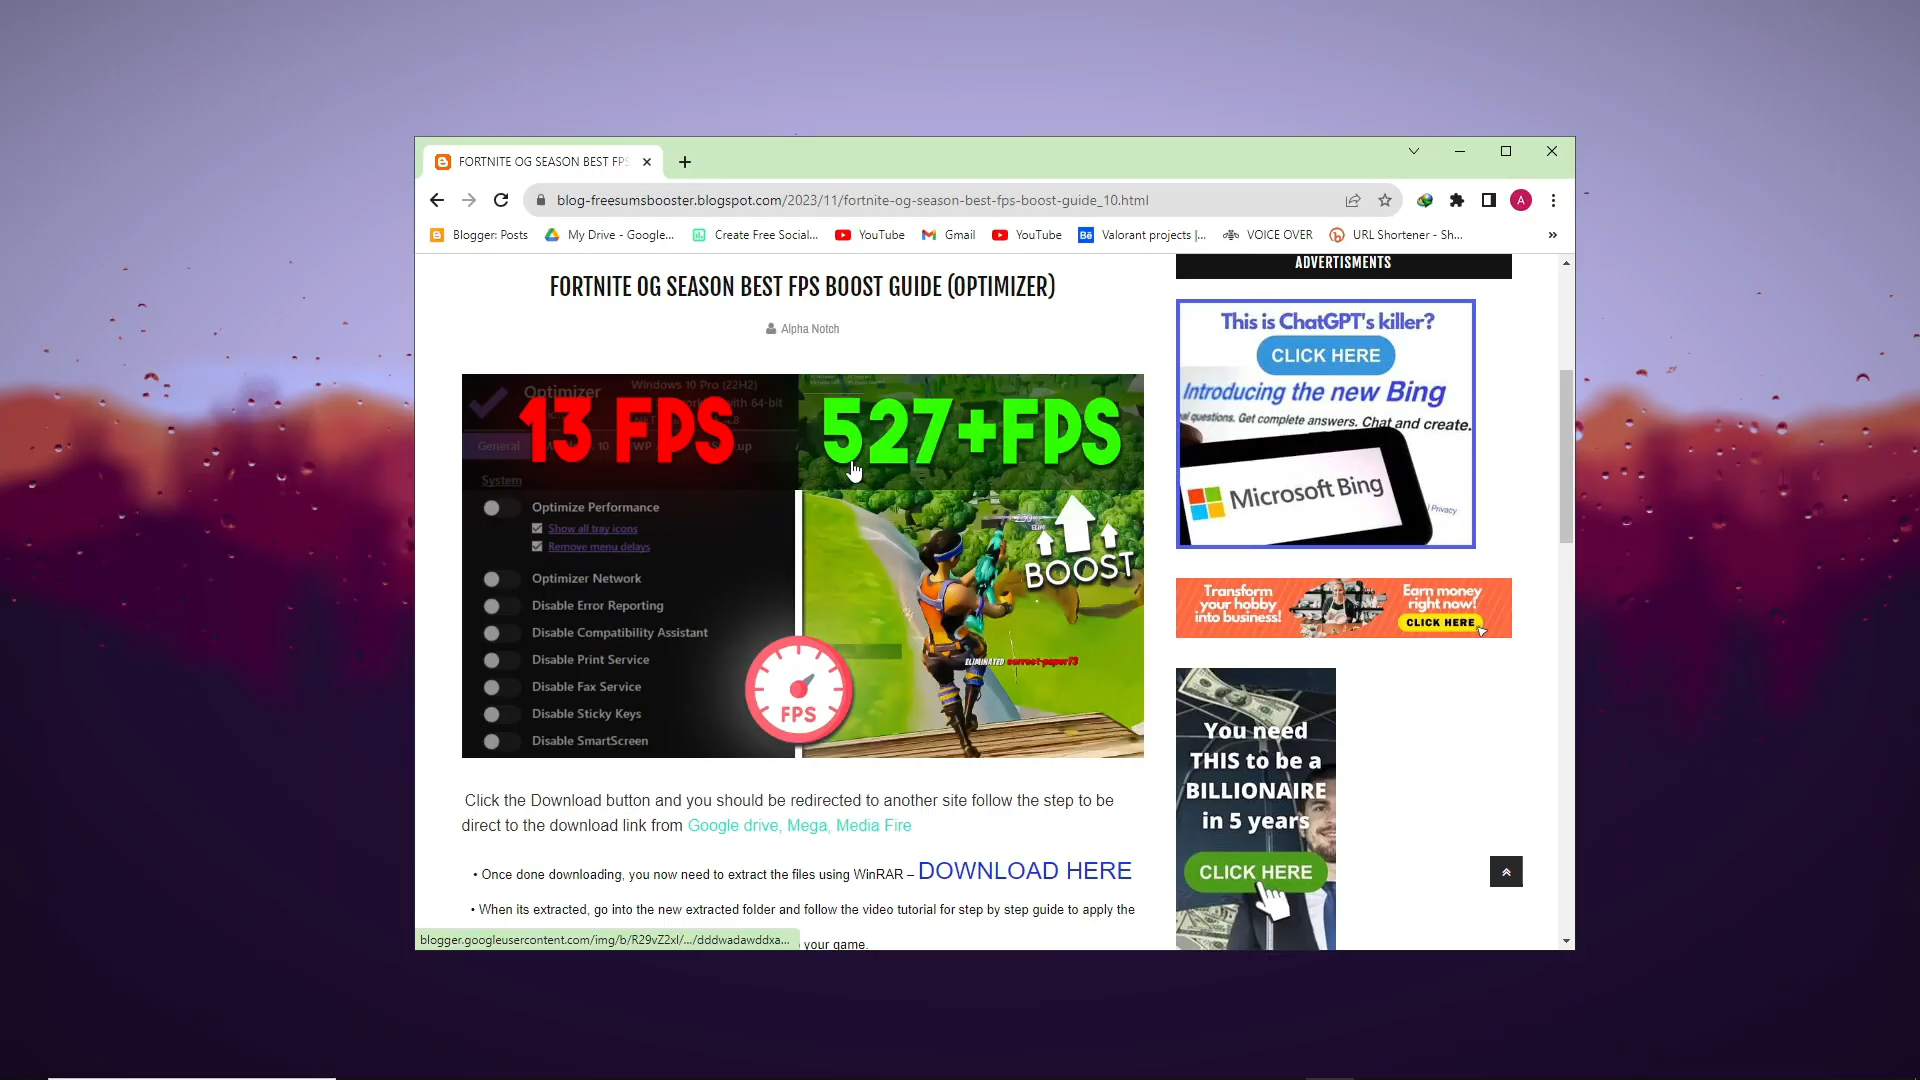 FORTNITE OG SEASON BEST FPS
blog-freesumsbooster.blogspot.com/2023/11/fortnite-og-season-best-fps-boost-guide_10.html
A
Blogger: Posts
My Drive - Google...
Create Free Social...
YouTube
Gmail
YouTube
Bē
Valorant projects |...
VOICE OVER
URL Shortener - Sh...
»
FORTNITE OG SEASON BEST FPS BOOST GUIDE (OPTIMIZER)
Alpha Notch
Optimizer
Windows 10 Pro (22H2)
with 64-bit
13 FPS
527+FPS
General
System
Optimize Performance
Show all tray icons
Remove menu delays
Optimizer Network
Disable Error Reporting
Disable Compatibility Assistant
Disable Print Service
Disable Fax Service
Disable Sticky Keys
Disable SmartScreen
BOOST
ELIMINATED correct-paper73
FPS
Click the Download button and you should be redirected to another site follow the step to be
direct to the download link from Google drive, Mega, Media Fire
• Once done downloading, you now need to extract the files using WinRAR – DOWNLOAD HERE
• When its extracted, go into the new extracted folder and follow the video tutorial for step by step guide to apply the
your game.
blogger.googleusercontent.com/img/b/R29vZ2xl/.../dddwadawddxa...
ADVERTISMENTS
This is ChatGPT's killer?
CLICK HERE
Introducing the new Bing
al questions. Get complete answers. Chat and create.
Microsoft Bing
Privacy
Transform
your hobby
into business!
Earn money
right now!
CLICK HERE
You need
THIS to be a
BILLIONAIRE
in 5 years
CLICK HERE